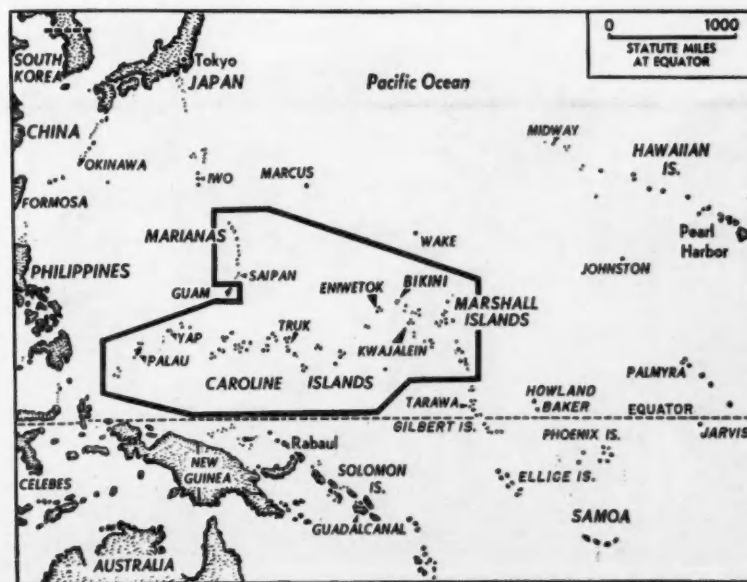 0 1000
STATUTE MILES
AT EQUATOR
SOUTH
KOREA
Tokyo
JAPAN
Pacific Ocean
CHINA
MIDWAY
HAWAIIAN
IS.
OKINAWA
IWO
MARCUS
FORMOSA
Pearl
Harbor
MARIANAS
WAKE
JOHNSTON
PHILIPPINES
SAIPAN
GUAM
ENIWETOK
BIKINI
MARSHALL
ISLANDS
YAP
TRUK
KWAJALEIN
PALAU
PALMYRA
CAROLINE ISLANDS
HOWLAND
BAKER
TARAWA
EQUATOR
GILBERT IS.
JARVIS
Rabaul
PHOENIX IS.
NEW
GUINEA
SOLOMON
IS.
CELEBES
ELLICE IS.
GUADALCANAL
SAMOA
AUSTRALIA